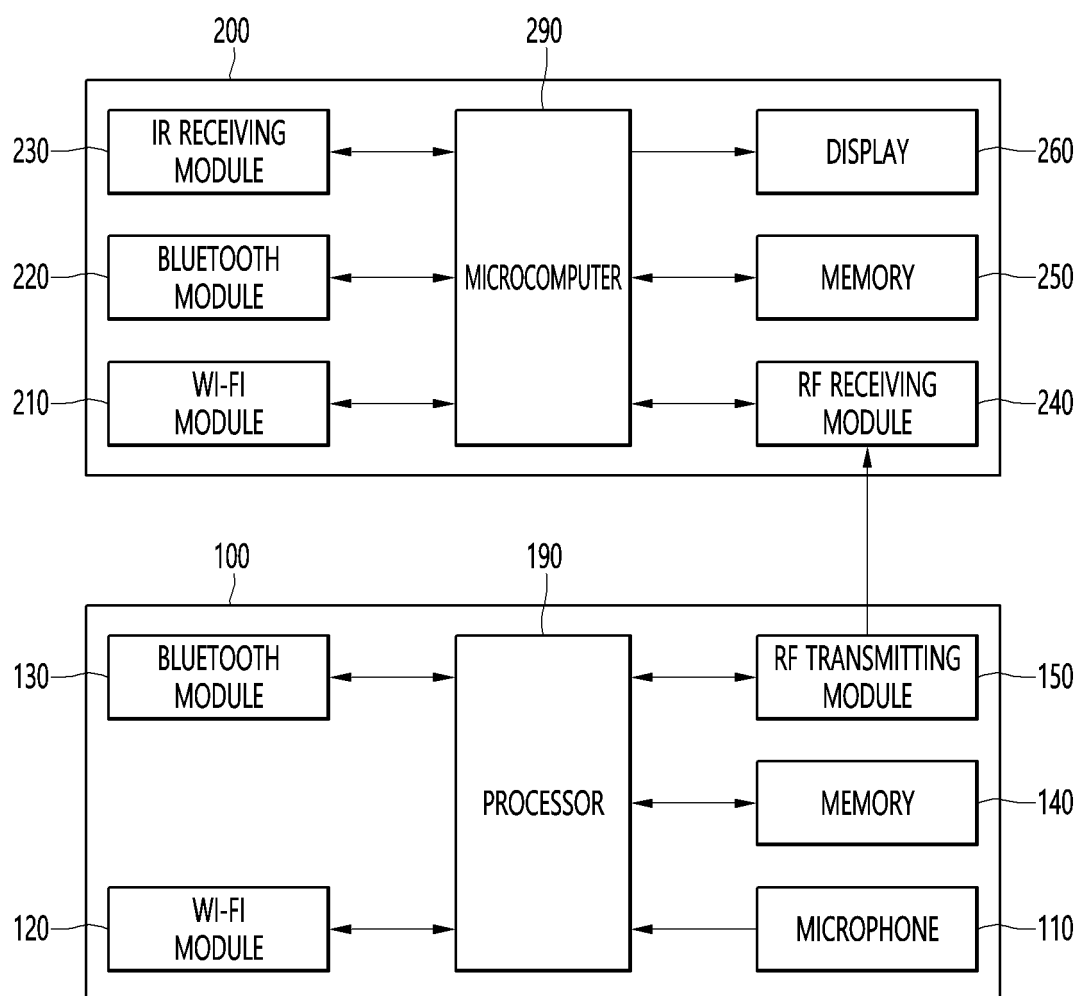 200
290
230
IR RECEIVING
MODULE
DISPLAY
260
220
BLUETOOTH
MODULE
MICROCOMPUTER
MEMORY
250
210
WI-FI
MODULE
RF RECEIVING
MODULE
240
100
190
130
BLUETOOTH
MODULE
RF TRANSMITTING
MODULE
150
PROCESSOR
MEMORY
140
120
WI-FI
MODULE
MICROPHONE
110